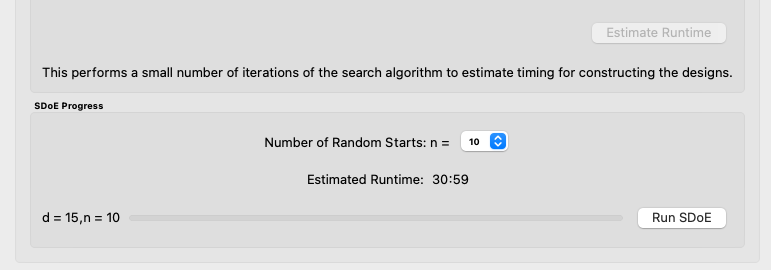 Estimate Runtime
This performs a small number of iterations of the search algorithm to estimate timing for constructing the designs.
SDoE Progress
Number of Random Starts: n = 10
Estimated Runtime: 30:59
d = 15,n = 10 Run SDoE